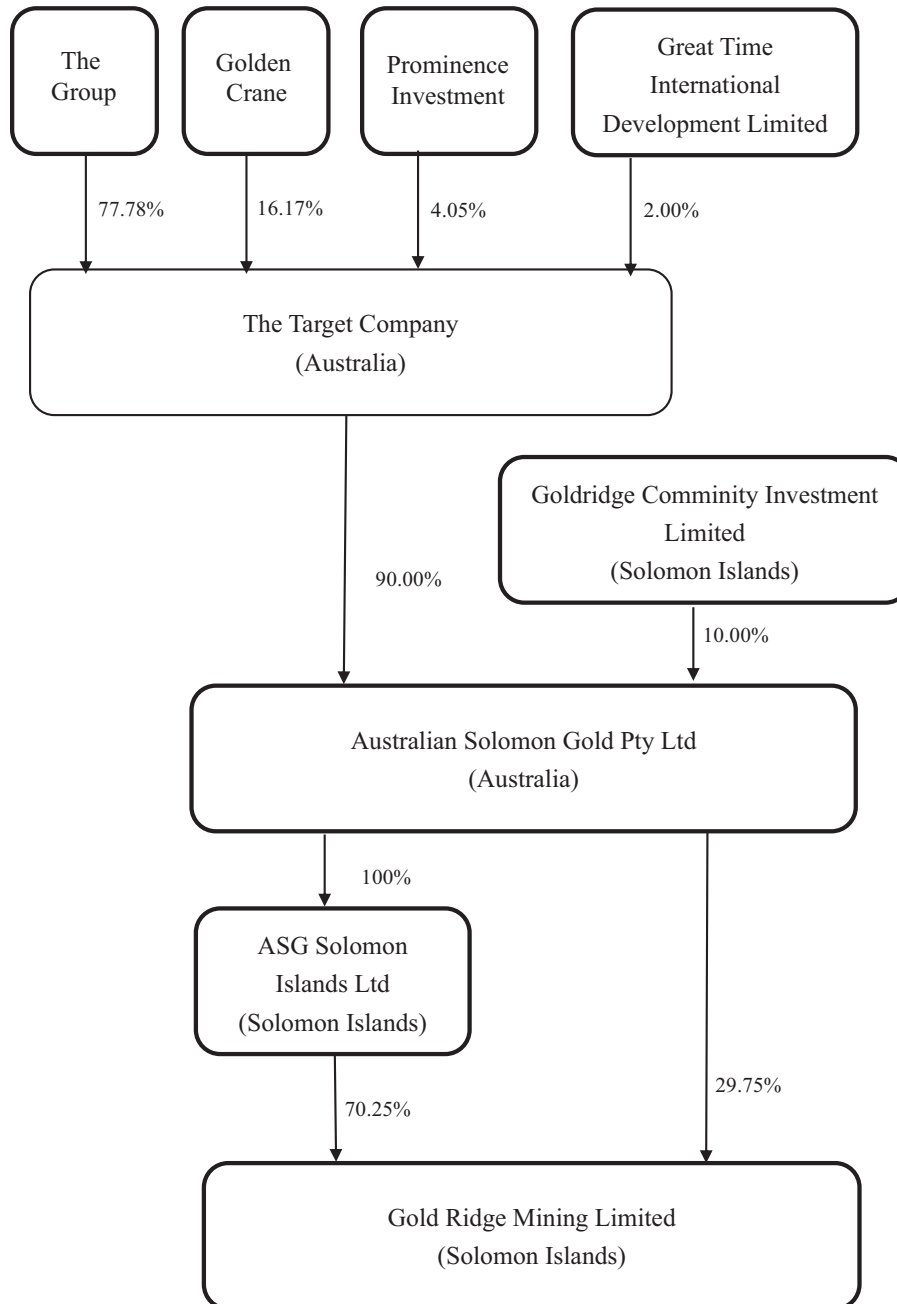 The
Group
Golden
Crane
Prominence
Investment
Great Time
International
Development Limited
77.78%
16.17%
4.05%
2.00%
The Target Company
(Australia)
Goldridge Comminity Investment
Limited
(Solomon Islands)
90.00%
10.00%
Australian Solomon Gold Pty Ltd
(Australia)
100%
ASG Solomon
Islands Ltd
(Solomon Islands)
29.75%
70.25%
Gold Ridge Mining Limited
(Solomon Islands)